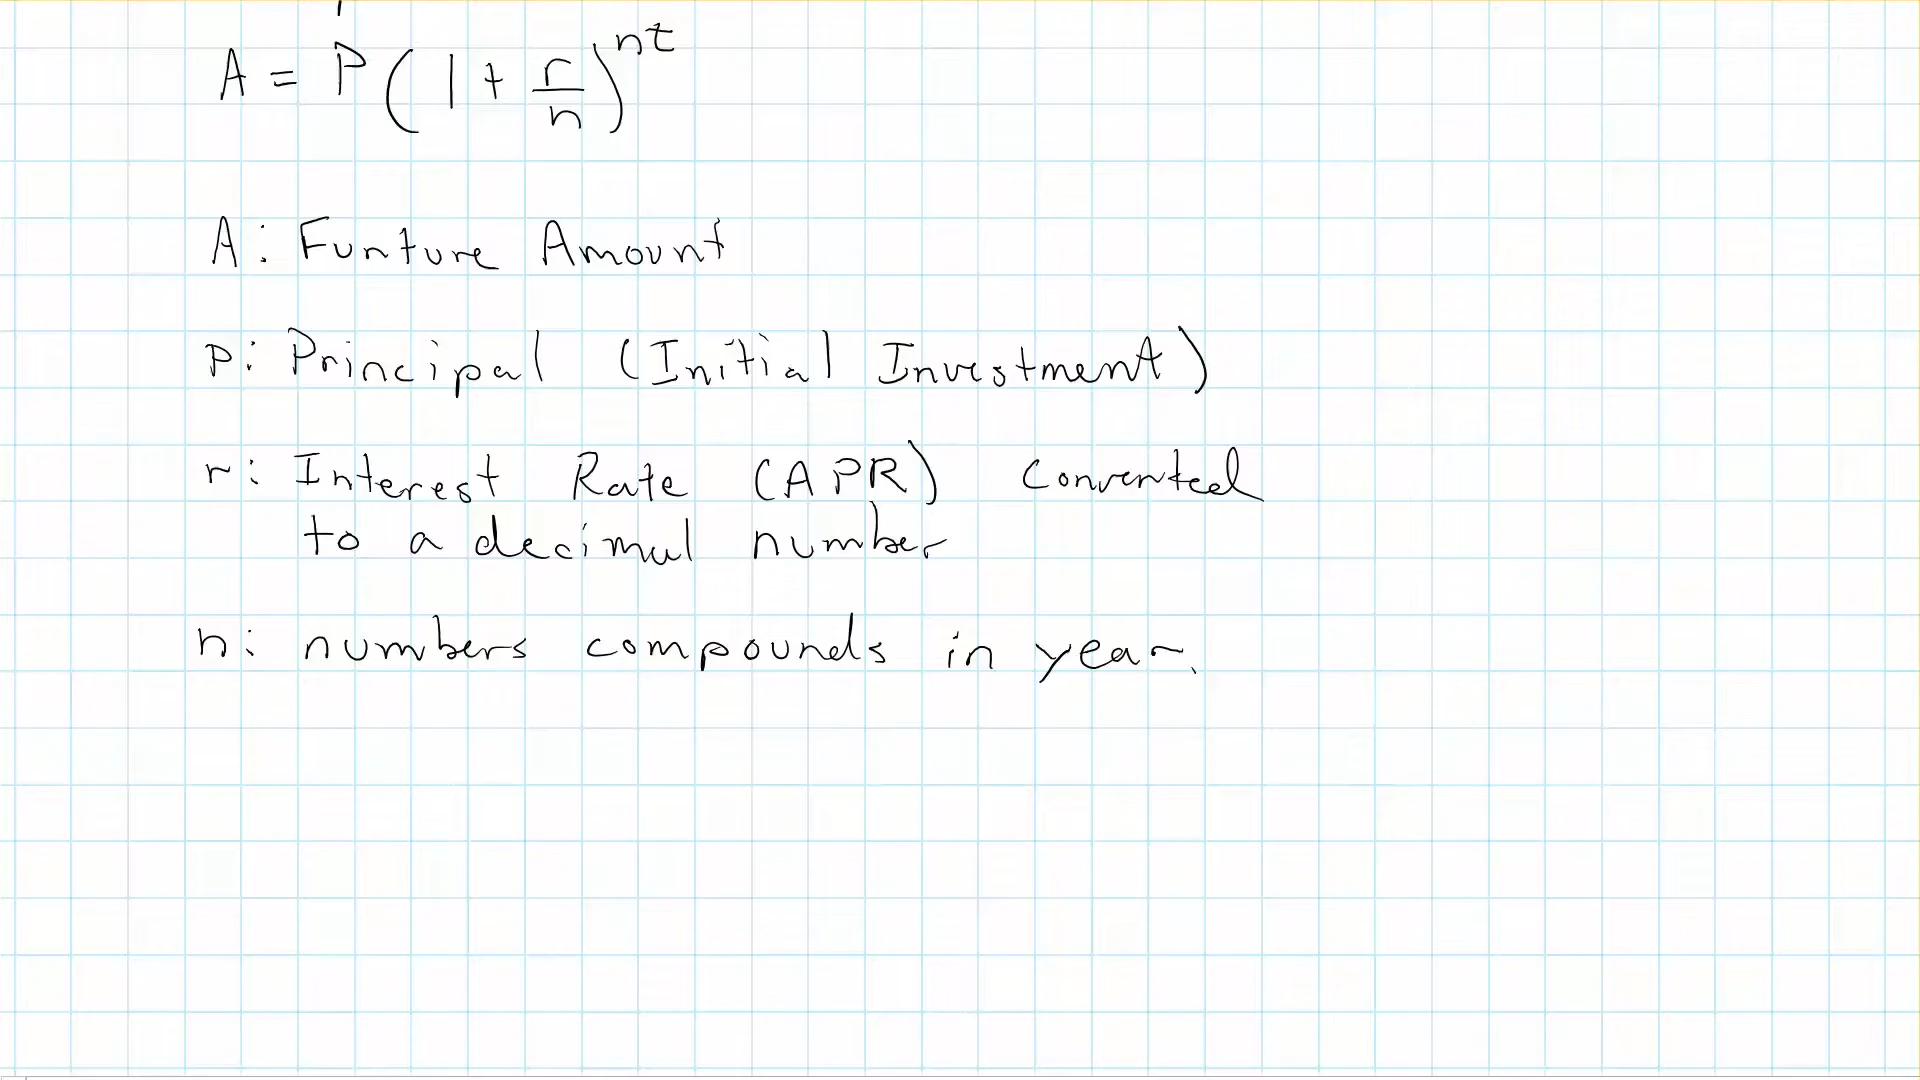 A = P ( 1 + r/n )^nt
A: Funture Amount
P: Principal (Initial Investment)
r: Interest Rate (APR) converted
to a decimal number
n: numbers compounds in year.